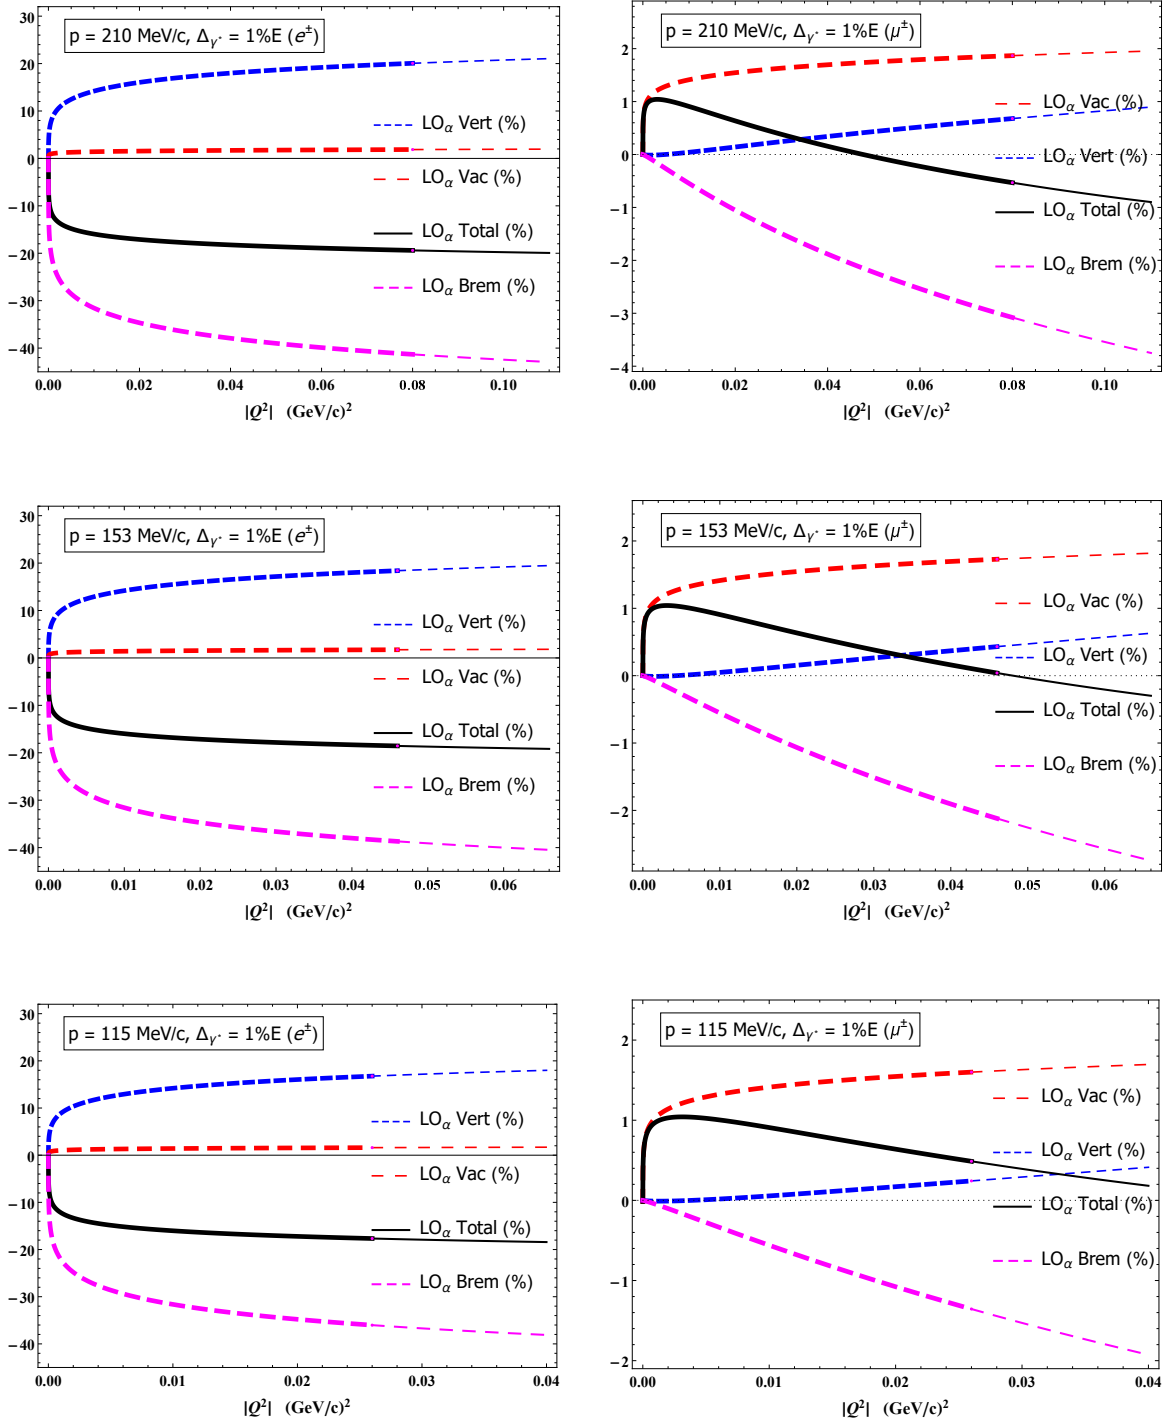 p = 210 MeV/c, Δγ* = 1%E (e±)
30
20
10
0
−10
−20
−30
−40
LOα Vert (%)
LOα Vac (%)
LOα Total (%)
LOα Brem (%)
0.00 0.02 0.04 0.06 0.08 0.10
|Q²| (GeV/c)²
p = 210 MeV/c, Δγ* = 1%E (μ±)
2
1
0
−1
−2
−3
−4
LOα Vac (%)
LOα Vert (%)
LOα Total (%)
LOα Brem (%)
0.00 0.02 0.04 0.06 0.08 0.10
|Q²| (GeV/c)²
p = 153 MeV/c, Δγ* = 1%E (e±)
30
20
10
0
−10
−20
−30
−40
LOα Vert (%)
LOα Vac (%)
LOα Total (%)
LOα Brem (%)
0.00 0.01 0.02 0.03 0.04 0.05 0.06
|Q²| (GeV/c)²
p = 153 MeV/c, Δγ* = 1%E (μ±)
2
1
0
−1
−2
LOα Vac (%)
LOα Vert (%)
LOα Total (%)
LOα Brem (%)
0.00 0.01 0.02 0.03 0.04 0.05 0.06
|Q²| (GeV/c)²
p = 115 MeV/c, Δγ* = 1%E (e±)
30
20
10
0
−10
−20
−30
−40
LOα Vert (%)
LOα Vac (%)
LOα Total (%)
LOα Brem (%)
0.00 0.01 0.02 0.03 0.04
|Q²| (GeV/c)²
p = 115 MeV/c, Δγ* = 1%E (μ±)
2
1
0
−1
−2
LOα Vac (%)
LOα Vert (%)
LOα Total (%)
LOα Brem (%)
0.00 0.01 0.02 0.03 0.04
|Q²| (GeV/c)²